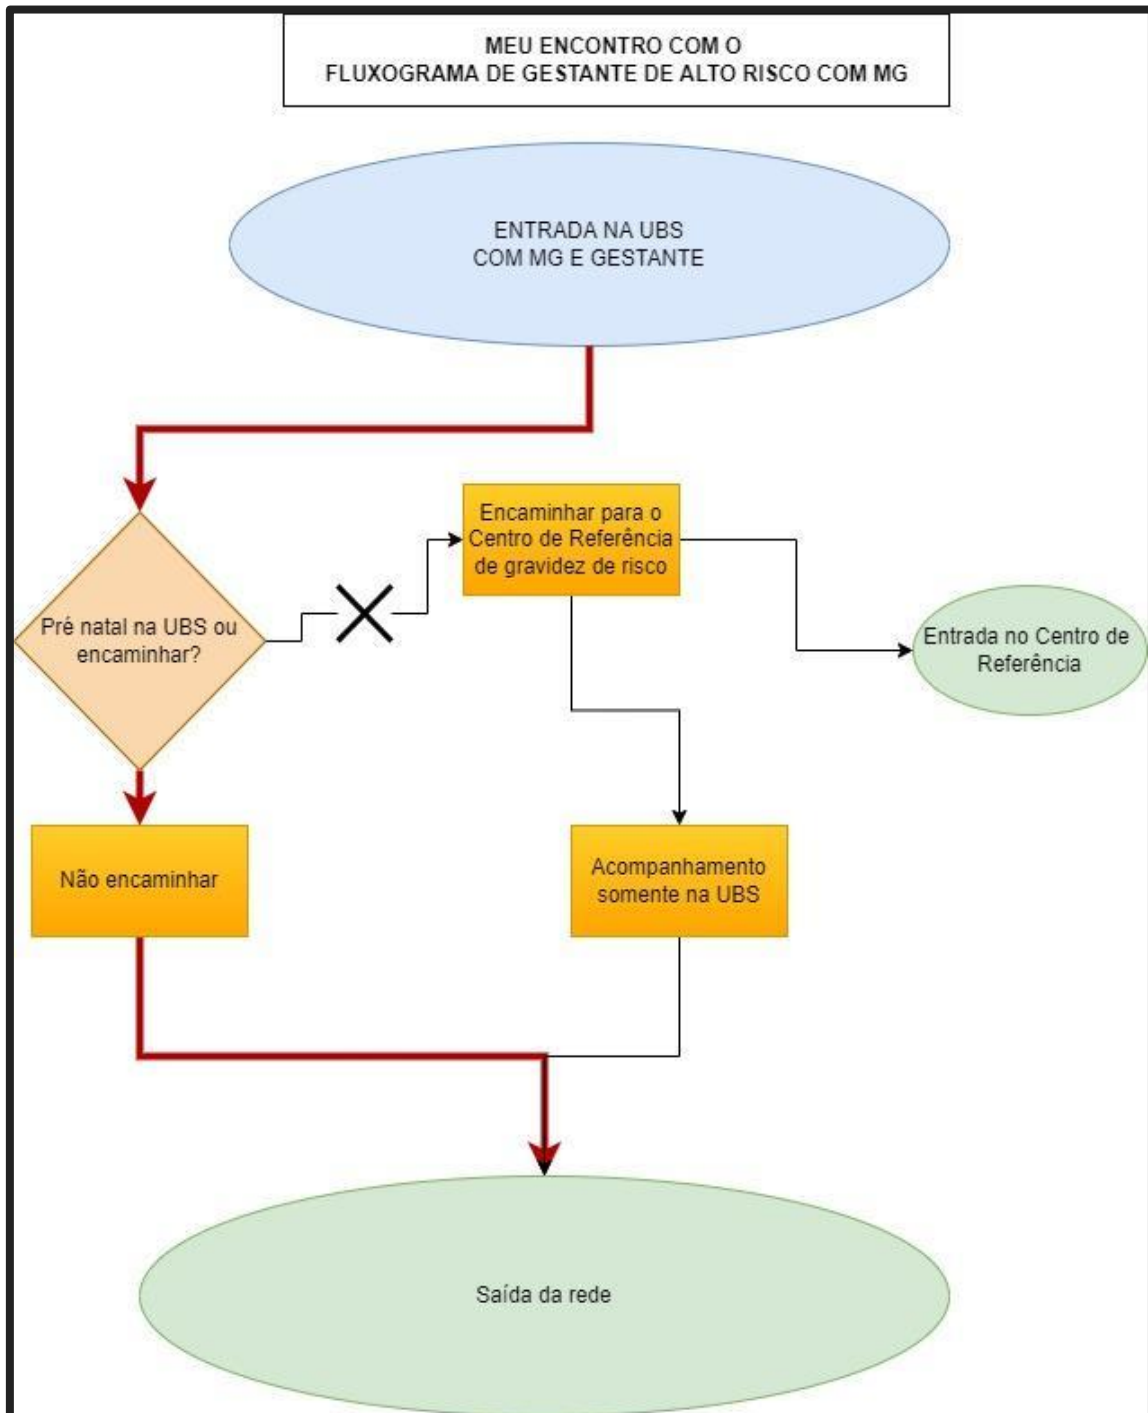 MEU ENCONTRO COM O
FLUXOGRAMA DE GESTANTE DE ALTO RISCO COM MG
ENTRADA NA UBS
COM MG E GESTANTE
Encaminhar para o
Centro de Referência
de gravidez de risco
Pré natal na UBS ou
encaminhar?
Entrada no Centro de
Referência
Não encaminhar
Acompanhamento
somente na UBS
Saída da rede